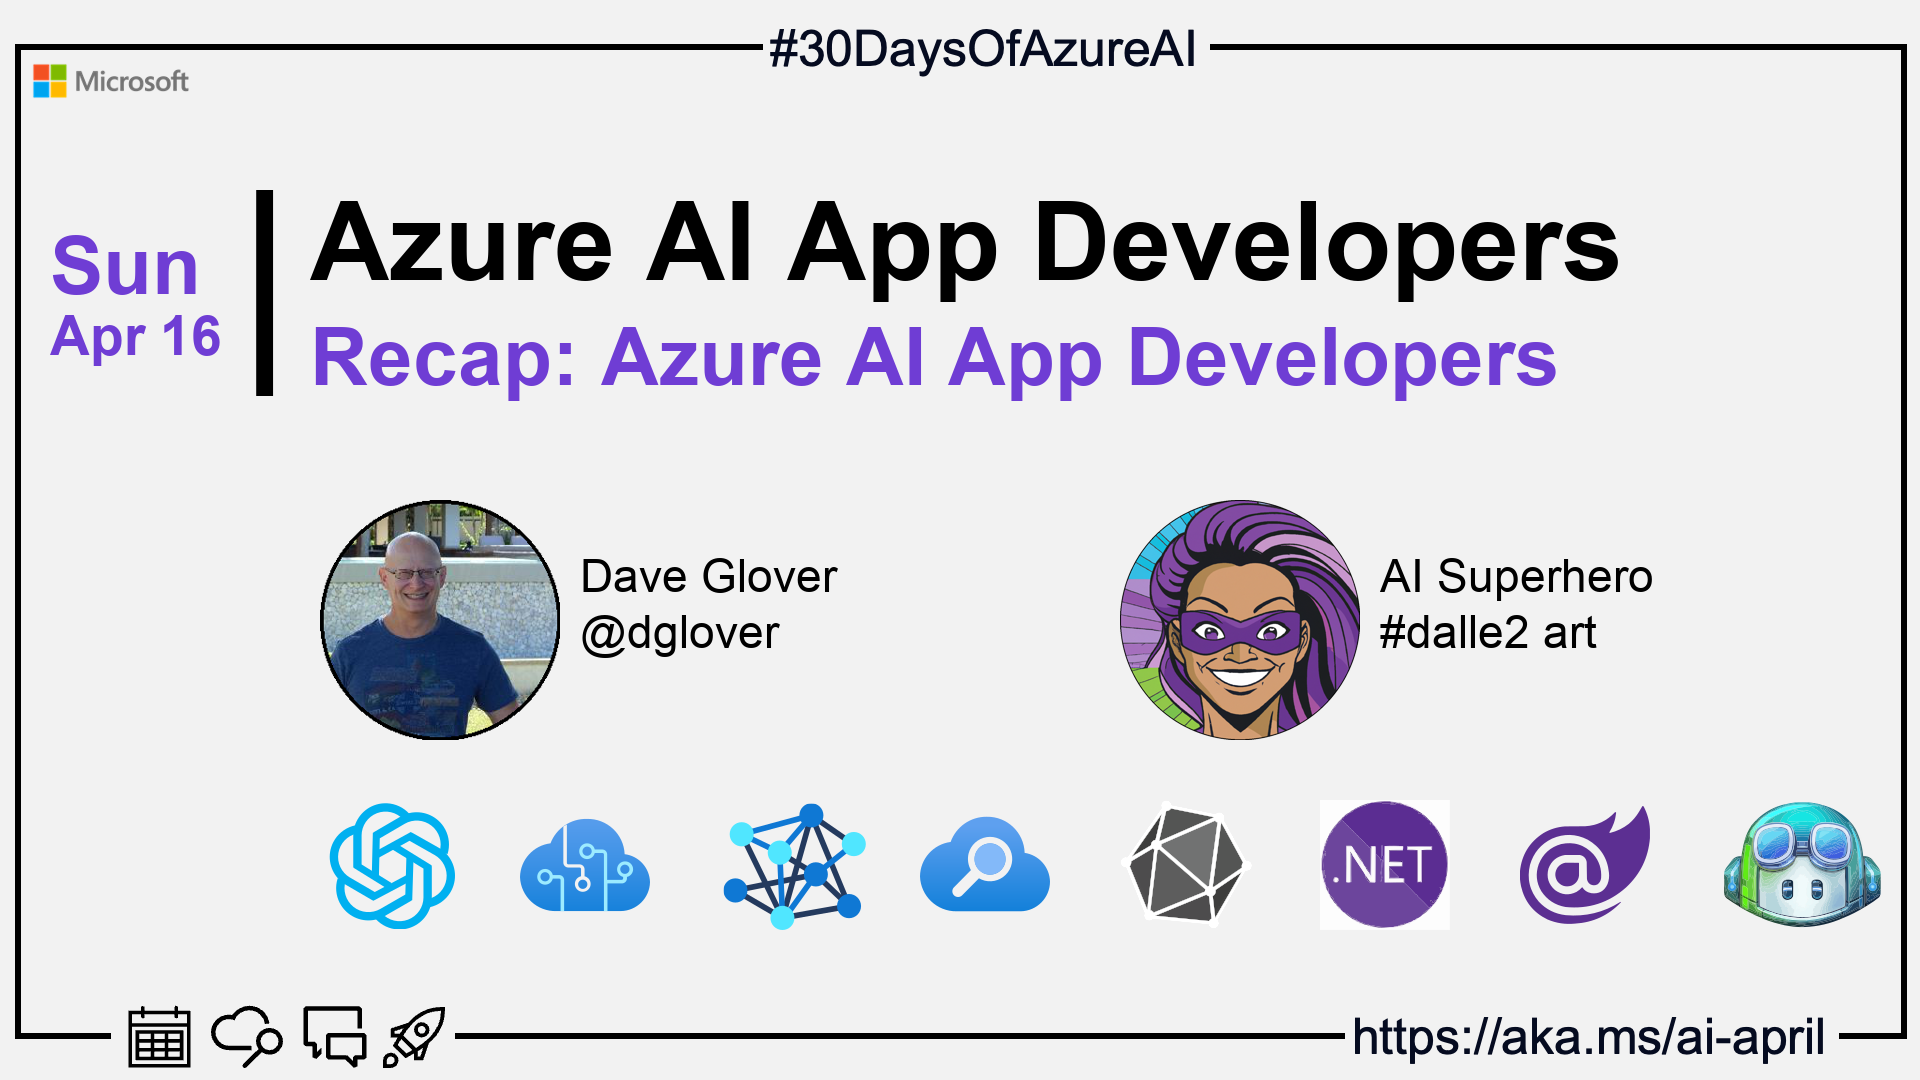 #30DaysOfAzureAI
Microsoft
Sun
Apr 16
Azure AI App Developers
Recap: Azure AI App Developers
Dave Glover
@dglover
AI Superhero
#dalle2 art
.NET
@
https://aka.ms/ai-april